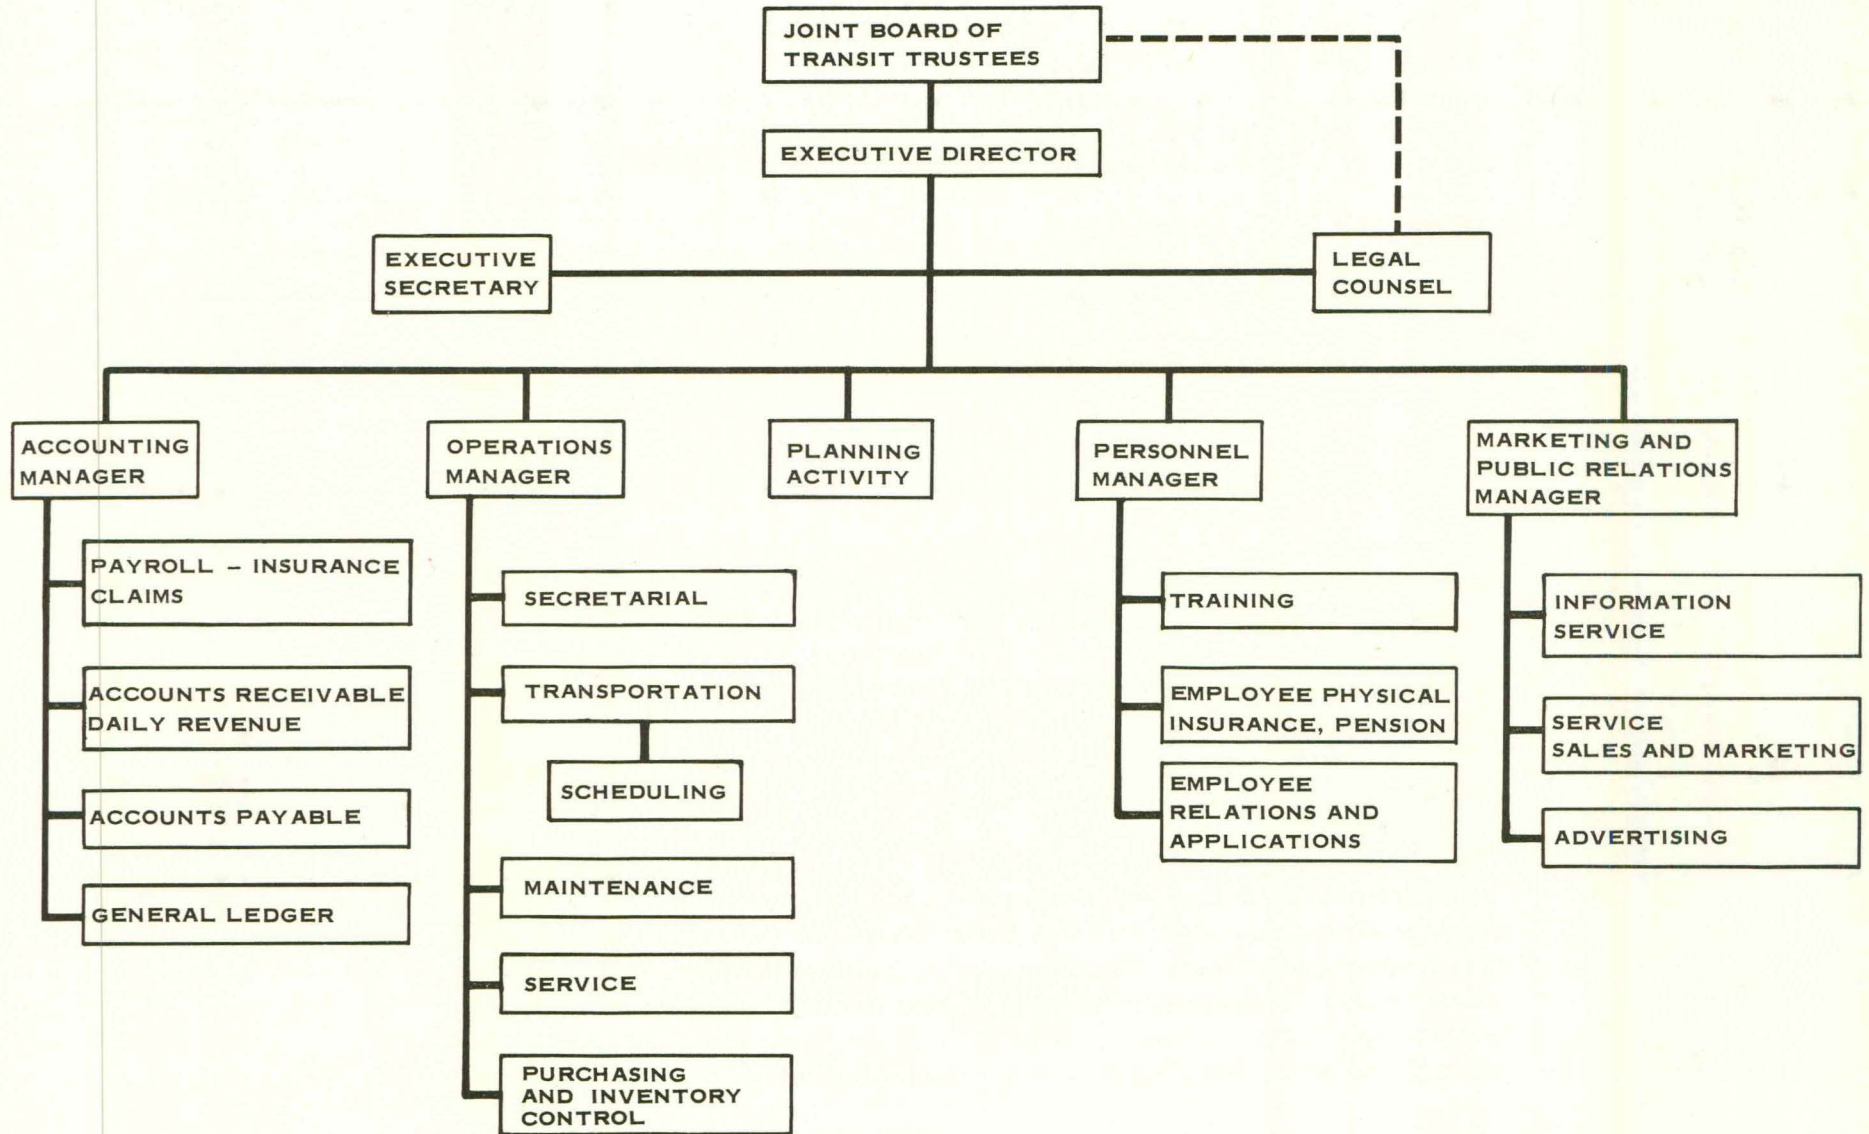 JOINT BOARD OF
TRANSIT TRUSTEES
EXECUTIVE DIRECTOR
EXECUTIVE
SECRETARY
LEGAL
COUNSEL
ACCOUNTING
MANAGER
PAYROLL – INSURANCE
CLAIMS
ACCOUNTS RECEIVABLE
DAILY REVENUE
ACCOUNTS PAYABLE
GENERAL LEDGER
OPERATIONS
MANAGER
SECRETARIAL
TRANSPORTATION
SCHEDULING
MAINTENANCE
SERVICE
PURCHASING
AND INVENTORY
CONTROL
PLANNING
ACTIVITY
PERSONNEL
MANAGER
TRAINING
EMPLOYEE PHYSICAL
INSURANCE, PENSION
EMPLOYEE
RELATIONS AND
APPLICATIONS
MARKETING AND
PUBLIC RELATIONS
MANAGER
INFORMATION
SERVICE
SERVICE
SALES AND MARKETING
ADVERTISING